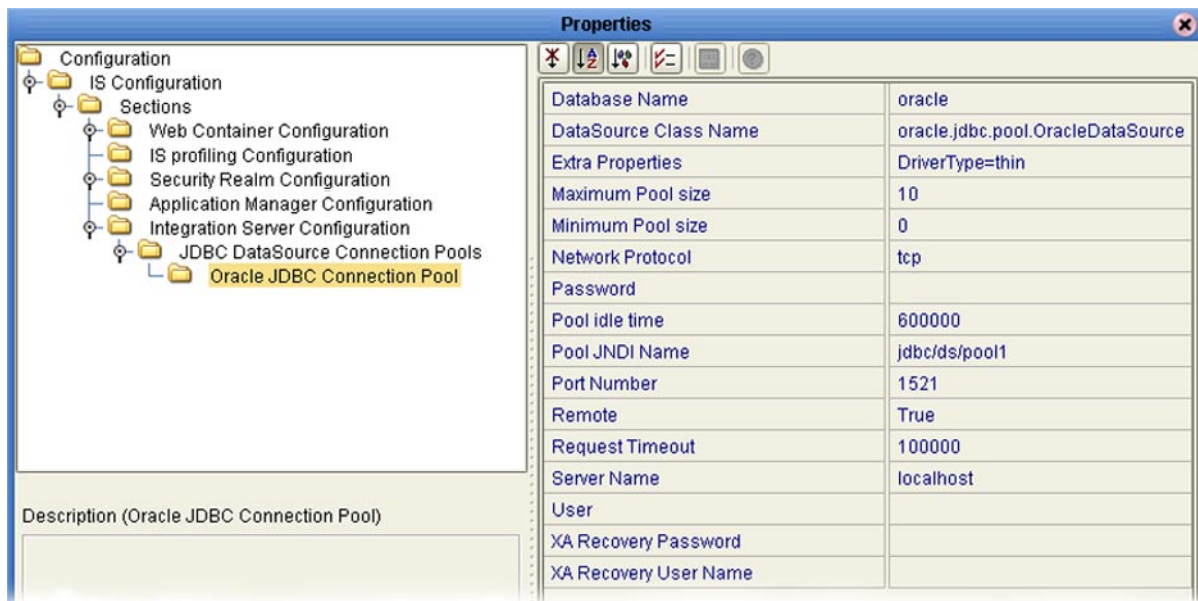 Properties
Configuration
IS Configuration
Sections
Web Container Configuration
IS profiling Configuration
Security Realm Configuration
Application Manager Configuration
Integration Server Configuration
JDBC DataSource Connection Pools
Oracle JDBC Connection Pool
Description (Oracle JDBC Connection Pool)
Database Name oracle
DataSource Class Name oracle.jdbc.pool.OracleDataSource
Extra Properties DriverType=thin
Maximum Pool size 10
Minimum Pool size 0
Network Protocol tcp
Password
Pool idle time 600000
Pool JNDI Name jdbc/ds/pool1
Port Number 1521
Remote True
Request Timeout 100000
Server Name localhost
User
XA Recovery Password
XA Recovery User Name